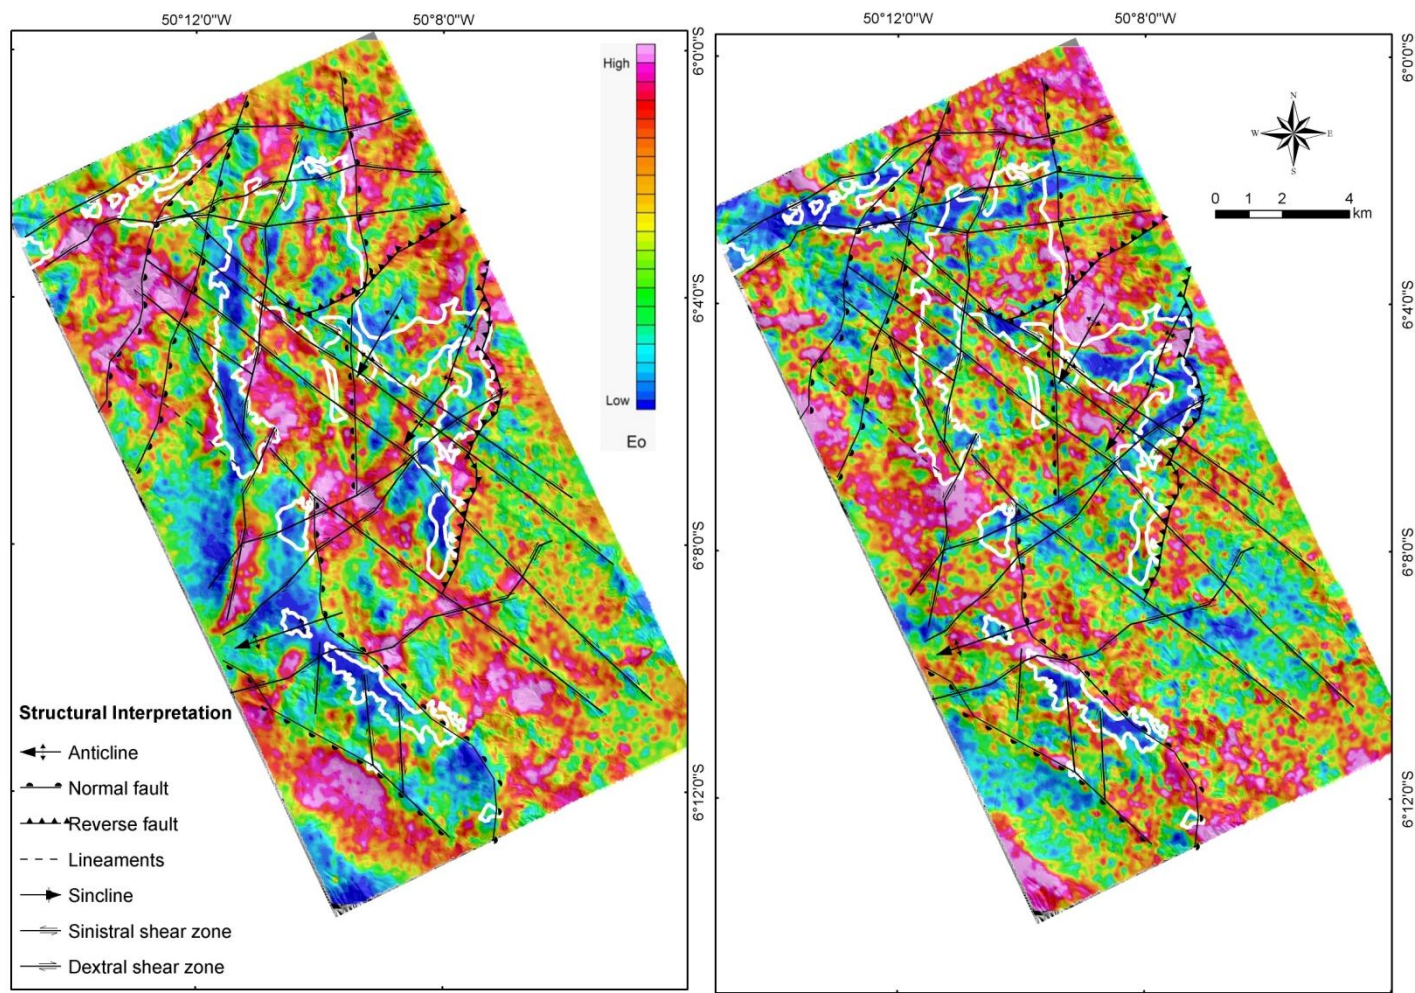 50°12'0"W
50°8'0"W
6°0'0"S
6°4'0"S
6°8'0"S
6°12'0"S
High
Low
Eo
Structural Interpretation
Anticline
Normal fault
Reverse fault
Lineaments
Sincline
Sinistral shear zone
Dextral shear zone
50°12'0"W
50°8'0"W
6°0'0"S
6°4'0"S
6°8'0"S
6°12'0"S
N
W E
S
0 1 2 4
km